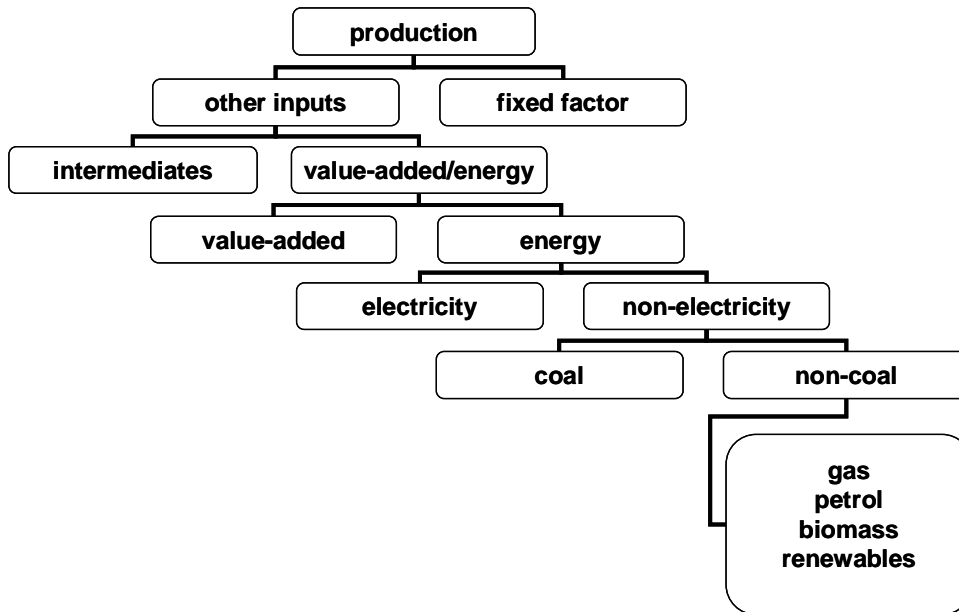 production
other inputs
fixed factor
intermediates
value-added/energy
value-added
energy
electricity
non-electricity
coal
non-coal
gas
petrol
biomass
renewables